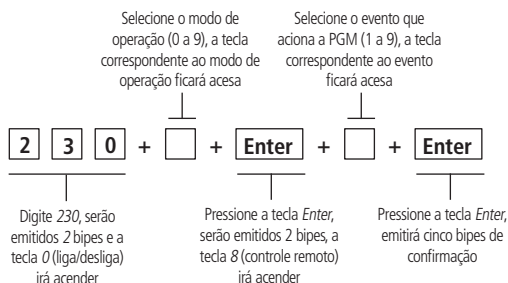 Selecione o modo de
operação (0 a 9), a tecla
correspondente ao modo de
operação ficará acesa
Selecione o evento que
aciona a PGM (1 a 9), a tecla
correspondente ao evento
ficará acesa
2 3 0 + + Enter + + Enter
Digite 230, serão
emitidos 2 bipes e a
tecla 0 (liga/desliga)
irá acender
Pressione a tecla Enter,
serão emitidos 2 bipes, a
tecla 8 (controle remoto)
irá acender
Pressione a tecla Enter,
emitirá cinco bipes de
confirmação